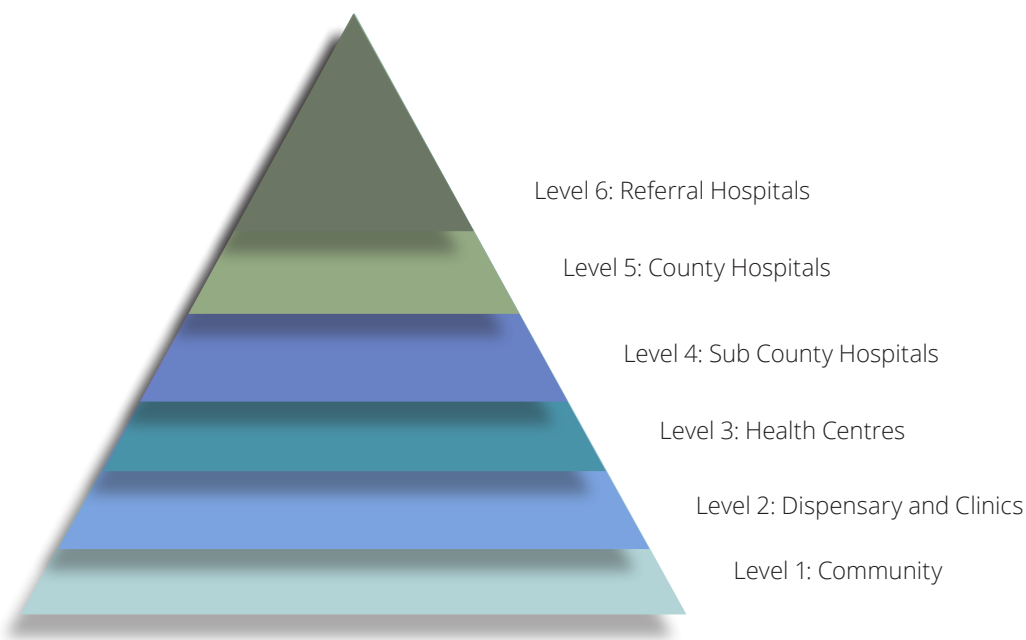 Level 6: Referral Hospitals
Level 5: County Hospitals
Level 4: Sub County Hospitals
Level 3: Health Centres
Level 2: Dispensary and Clinics
Level 1: Community